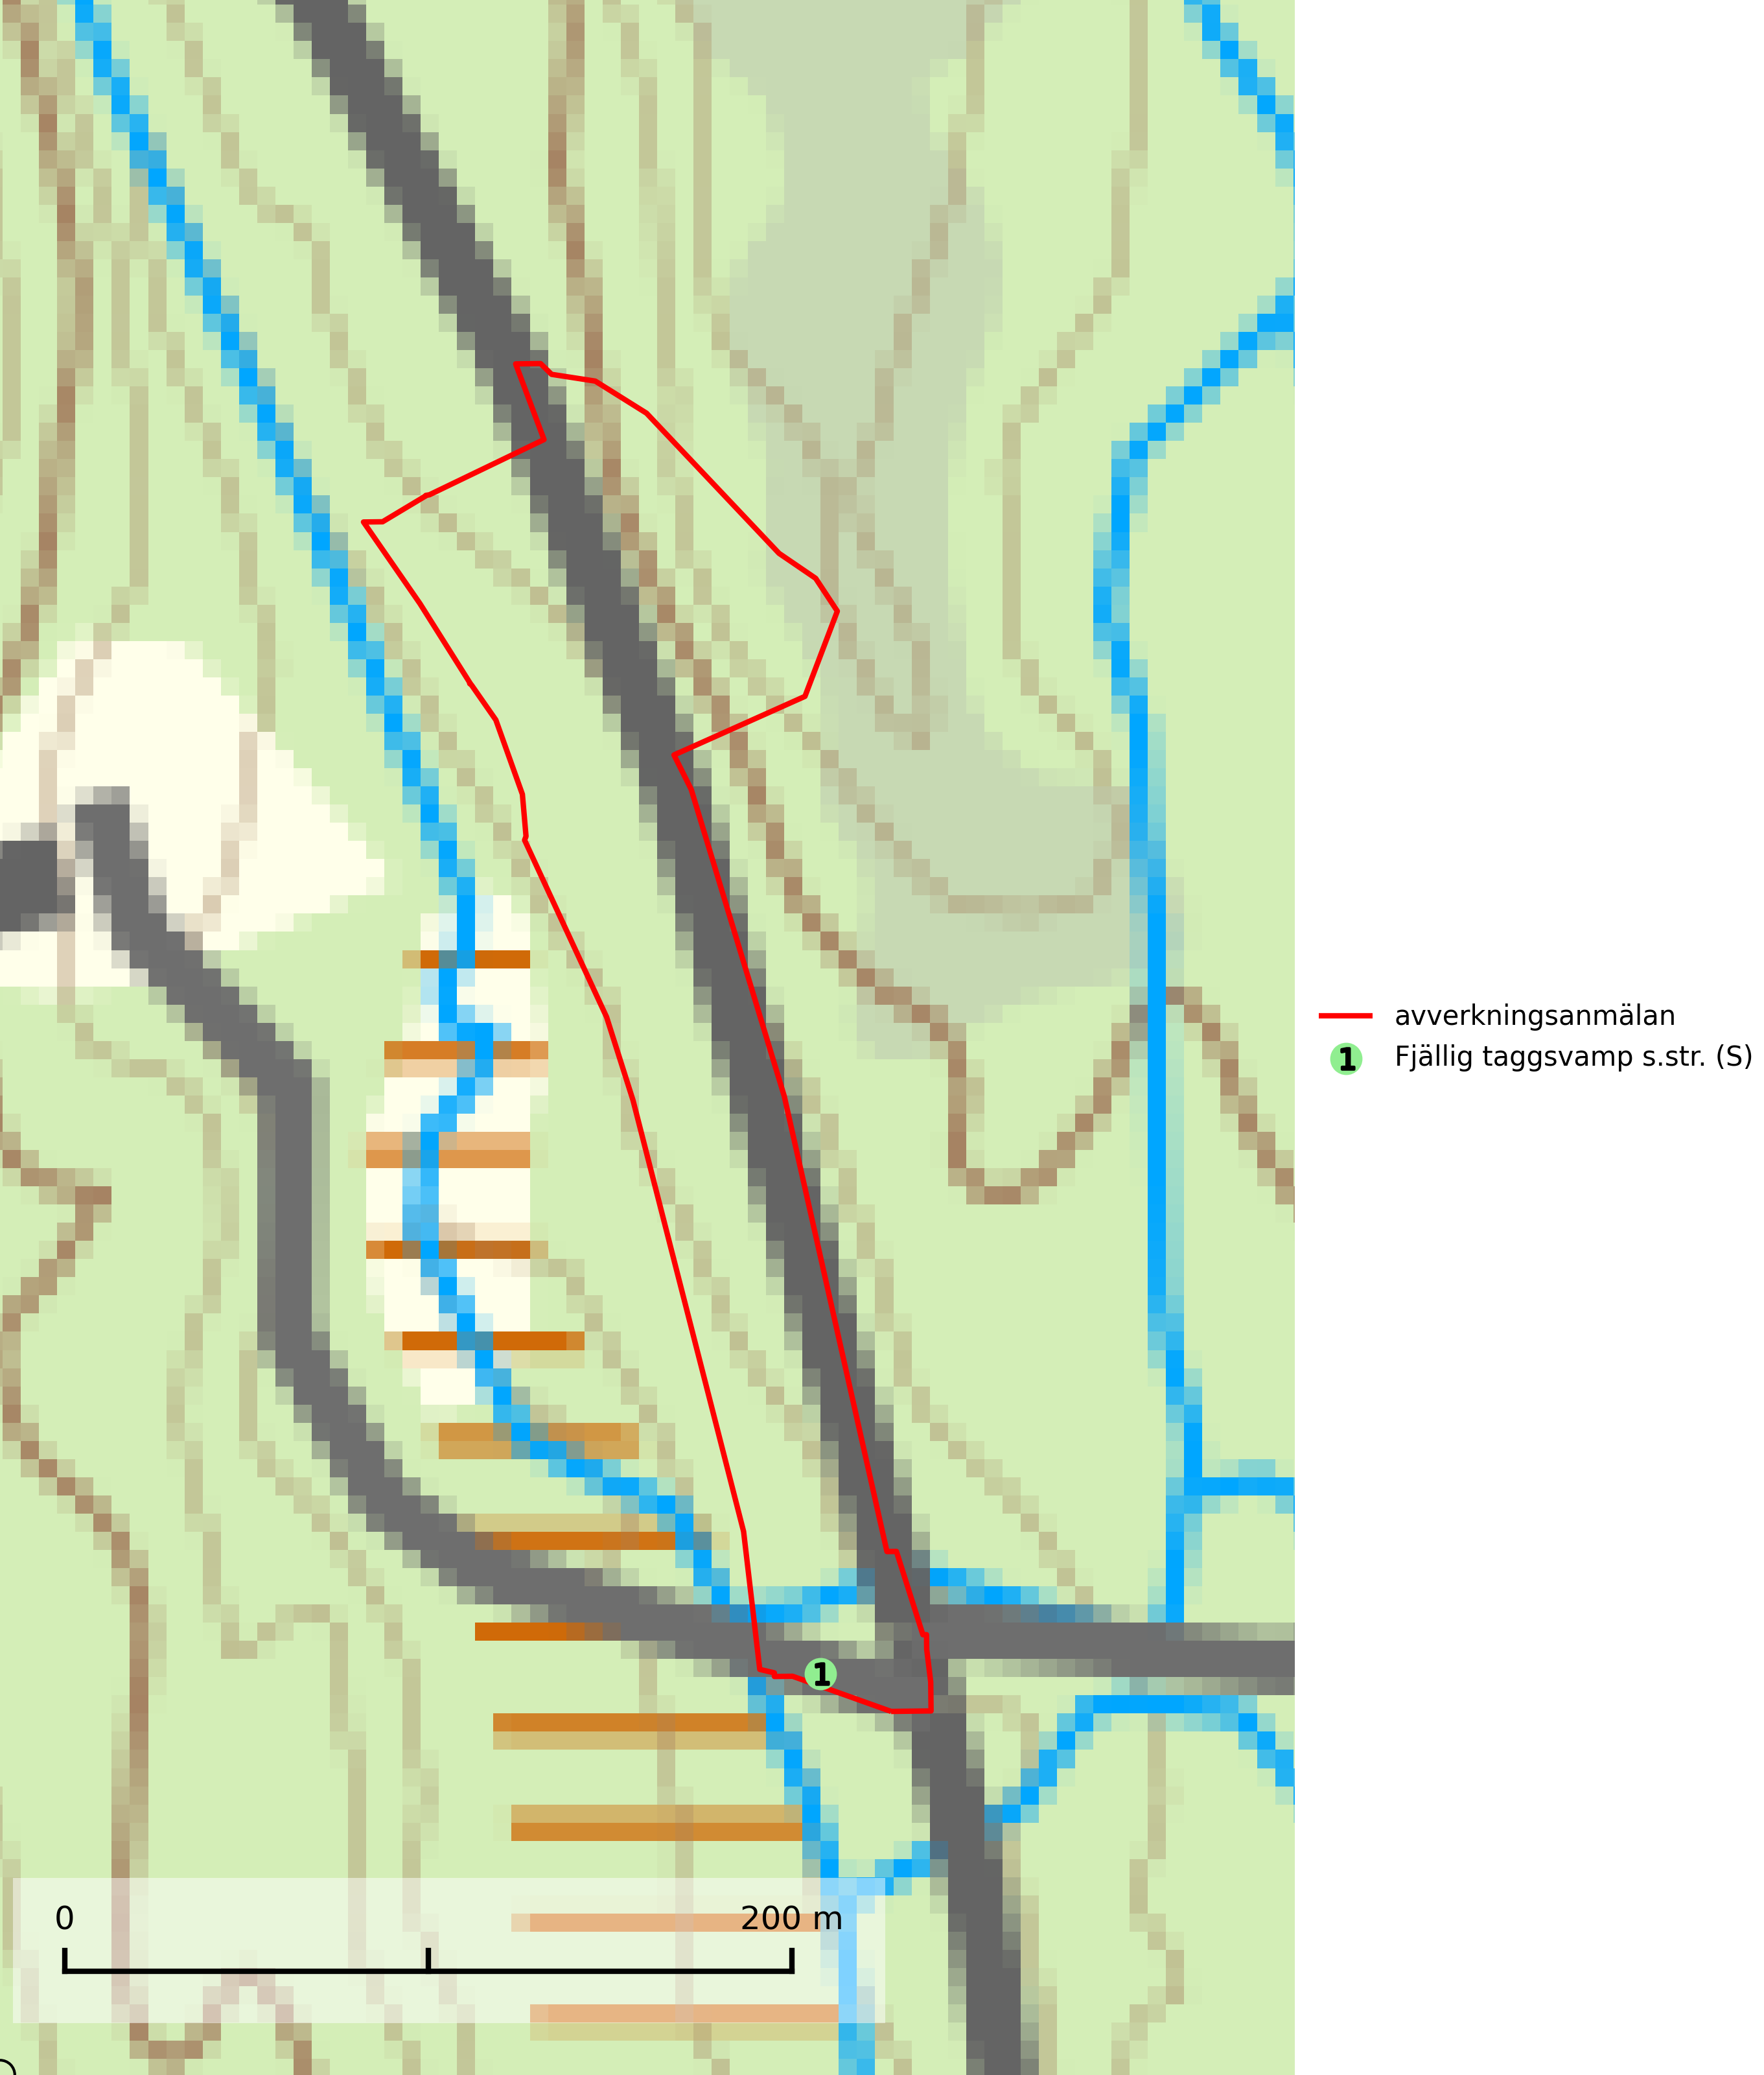 avverkningsanmälan
1 Fjällig taggsvamp s.str. (S)
1
0 200 m